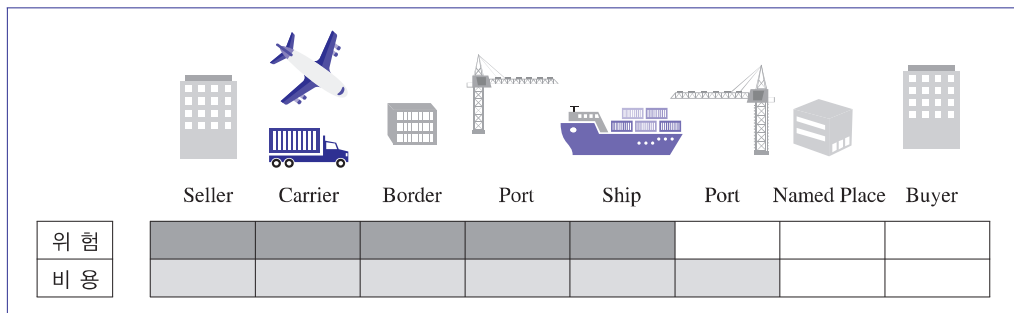 Seller Carrier Border Port Ship Port Named Place Buyer
위 험
비 용